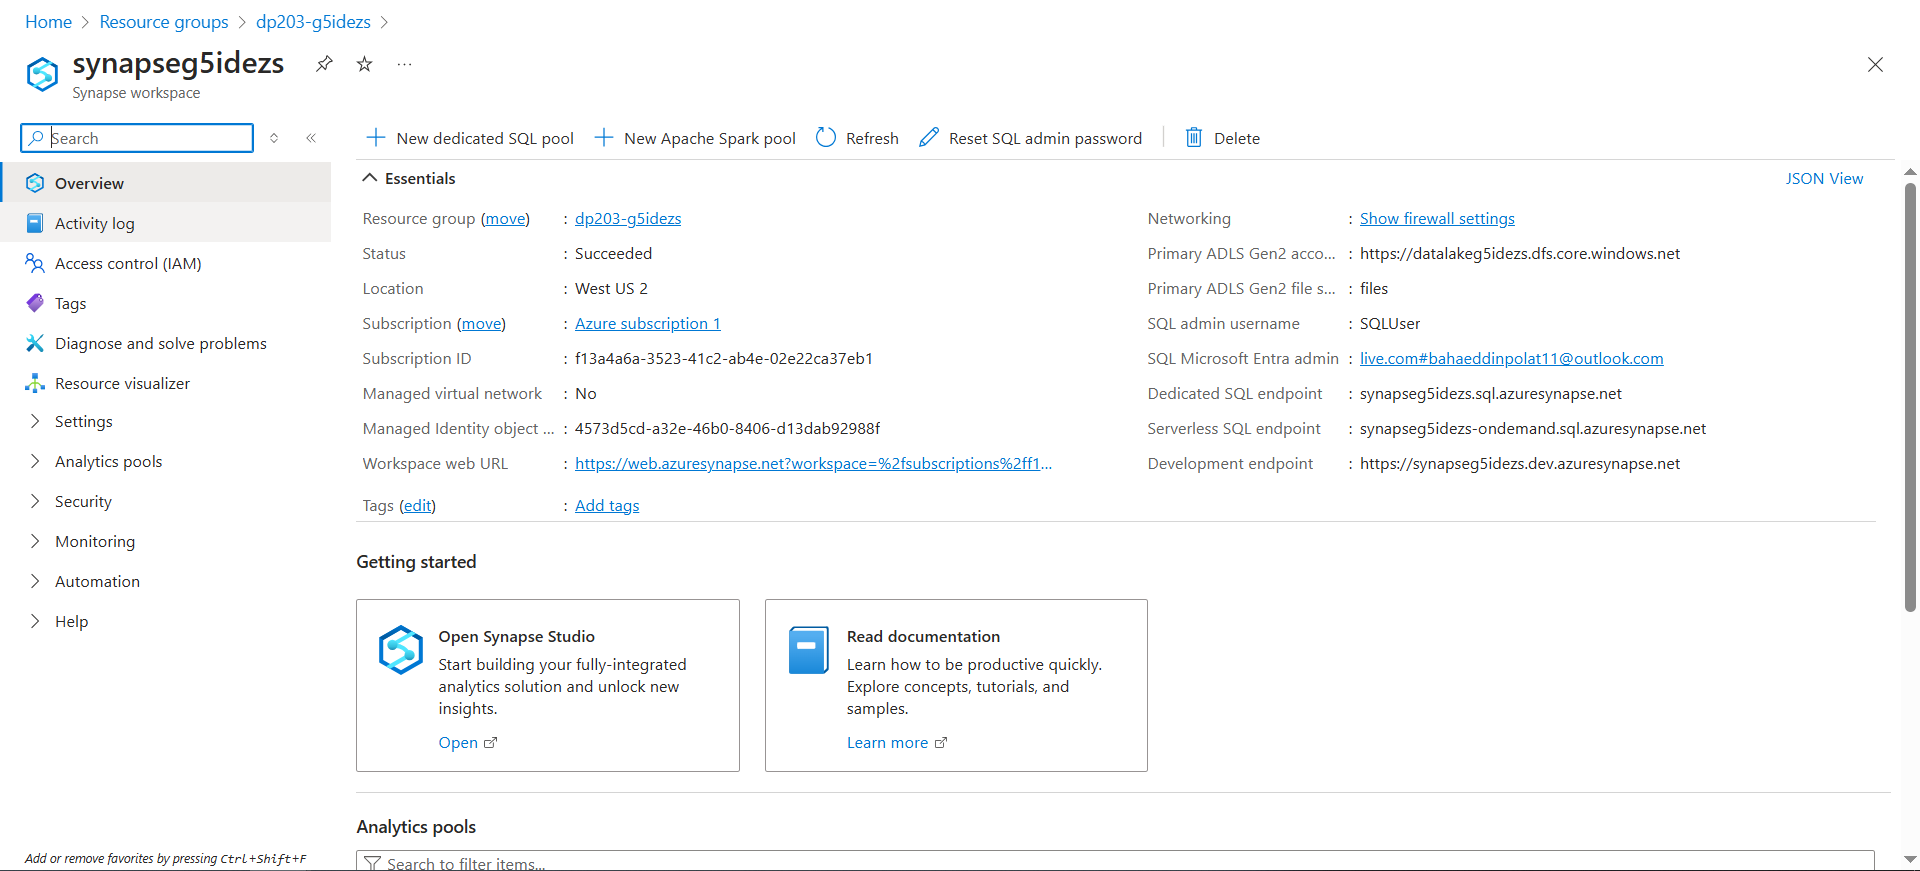 Home > Resource groups > dp203-g5idezs >
synapseg5idezs
Synapse workspace
Search
New dedicated SQL pool
New Apache Spark pool
Refresh
Reset SQL admin password
Delete
Overview
Activity log
Access control (IAM)
Tags
Diagnose and solve problems
Resource visualizer
Settings
Analytics pools
Security
Monitoring
Automation
Help
Add or remove favorites by pressing Ctrl+Shift+F
Essentials
JSON View
Resource group (move) : dp203-g5idezs
Status : Succeeded
Location : West US 2
Subscription (move) : Azure subscription 1
Subscription ID : f13a4a6a-3523-41c2-ab4e-02e22ca37eb1
Managed virtual network : No
Managed Identity object ... : 4573d5cd-a32e-46b0-8406-d13dab92988f
Workspace web URL : https://web.azuresynapse.net?workspace=%2fsubscriptions%2ff1...
Tags (edit) : Add tags
Networking : Show firewall settings
Primary ADLS Gen2 acco... : https://datalakeg5idezs.dfs.core.windows.net
Primary ADLS Gen2 file s... : files
SQL admin username : SQLUser
SQL Microsoft Entra admin : live.com#bahaeddinpolat11@outlook.com
Dedicated SQL endpoint : synapseg5idezs.sql.azuresynapse.net
Serverless SQL endpoint : synapseg5idezs-ondemand.sql.azuresynapse.net
Development endpoint : https://synapseg5idezs.dev.azuresynapse.net
Getting started
Open Synapse Studio
Start building your fully-integrated
analytics solution and unlock new
insights.
Open
Read documentation
Learn how to be productive quickly.
Explore concepts, tutorials, and
samples.
Learn more
Analytics pools
Search to filter items...